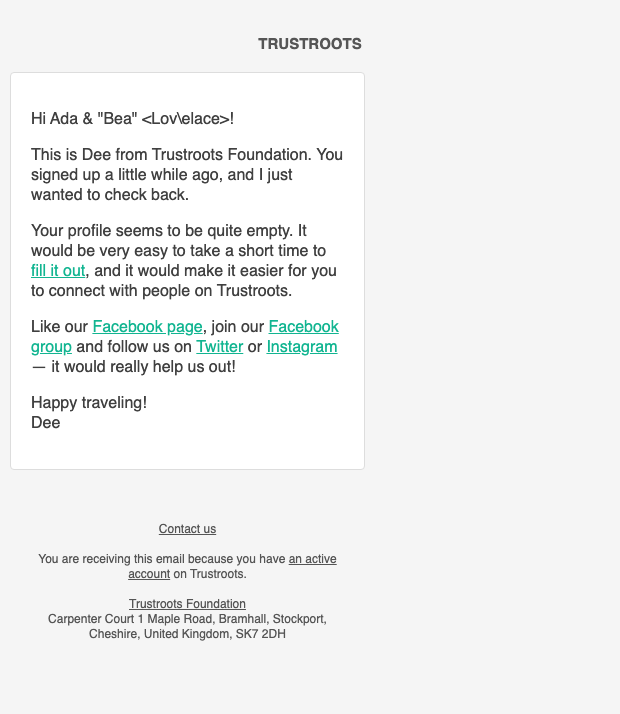 TRUSTROOTS
Hi Ada & "Bea" <Lov\elace>!
This is Dee from Trustroots Foundation. You
signed up a little while ago, and I just
wanted to check back.
Your profile seems to be quite empty. It
would be very easy to take a short time to
fill it out, and it would make it easier for you
to connect with people on Trustroots.
Like our Facebook page, join our Facebook
group and follow us on Twitter or Instagram
— it would really help us out!
Happy traveling!
Dee
Contact us
You are receiving this email because you have an active
account on Trustroots.
Trustroots Foundation
Carpenter Court 1 Maple Road, Bramhall, Stockport,
Cheshire, United Kingdom, SK7 2DH